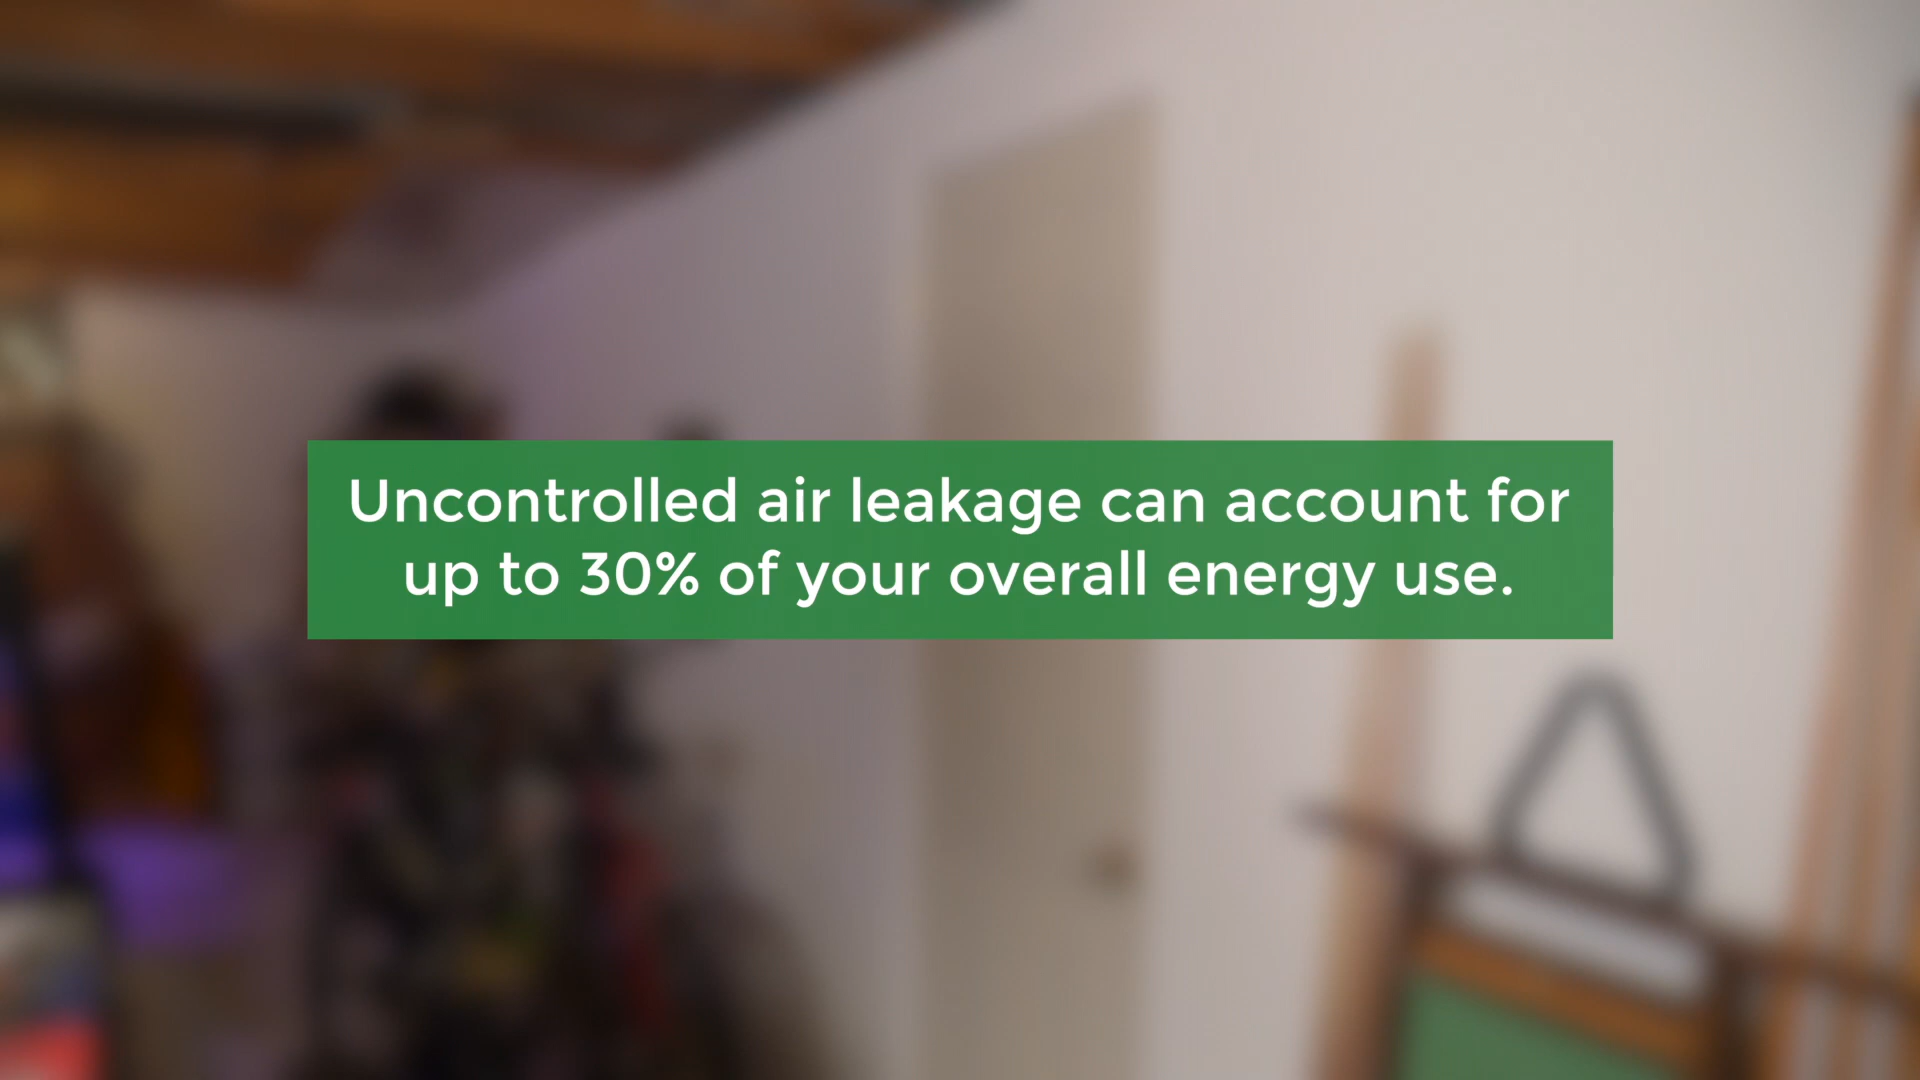 Uncontrolled air leakage can account for
up to 30% of your overall energy use.